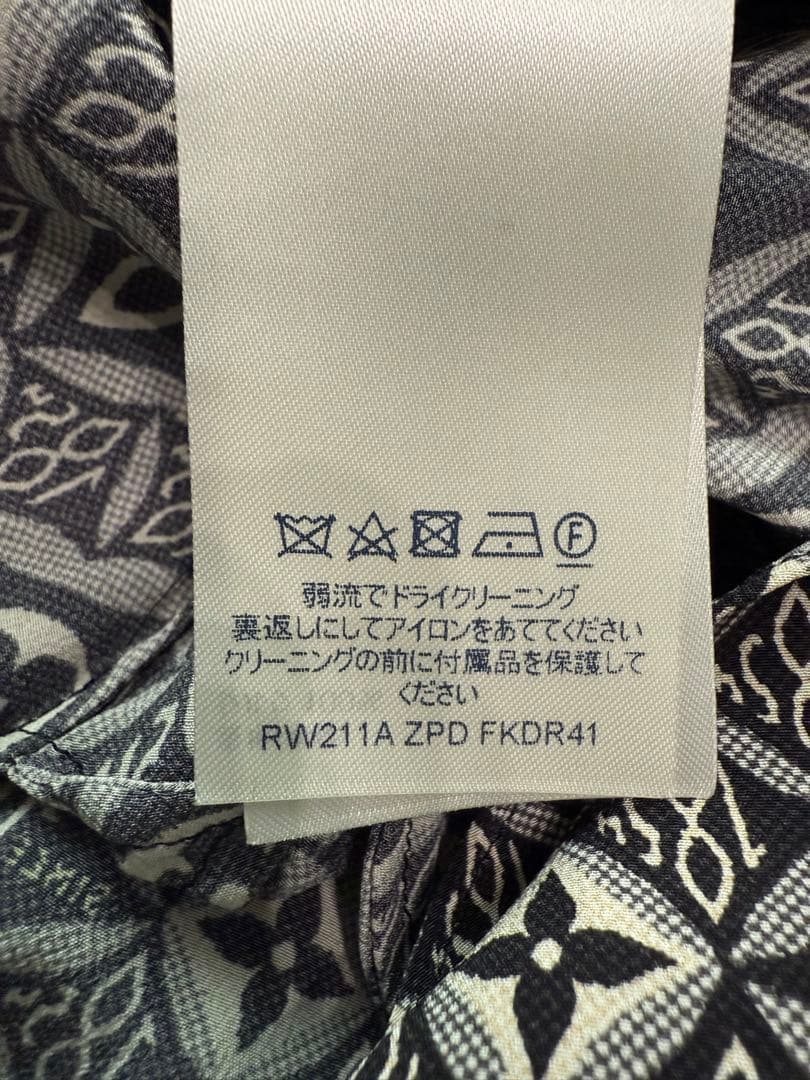 F
弱流でドライクリーニング
裏返しにしてアイロンをあててください
クリーニングの前に付属品を保護して
ください
RW211A ZPD FKDR41